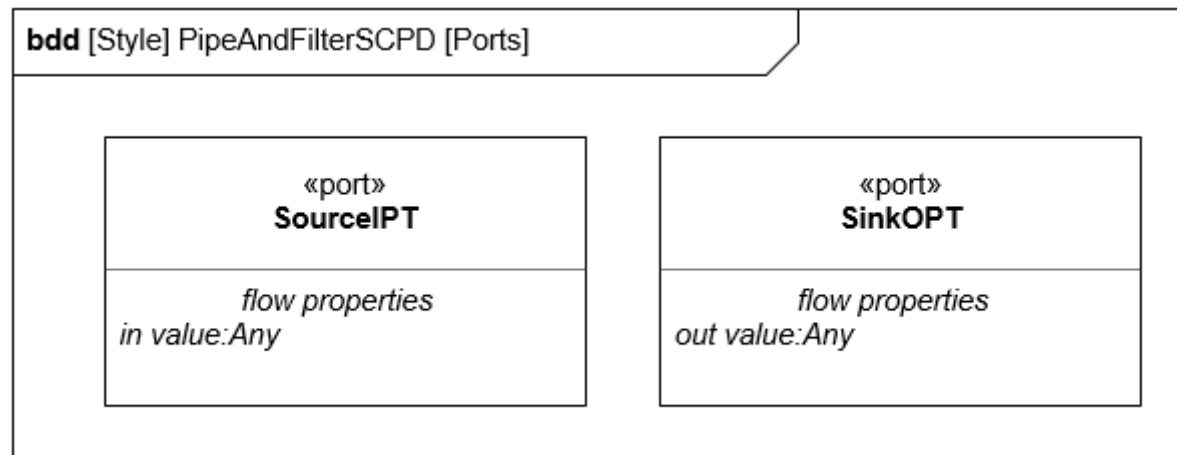 bdd [Style] PipeAndFilterSCPD [Ports]
«port»
SourceIPT
flow properties
in value:Any
«port»
SinkOPT
flow properties
out value:Any